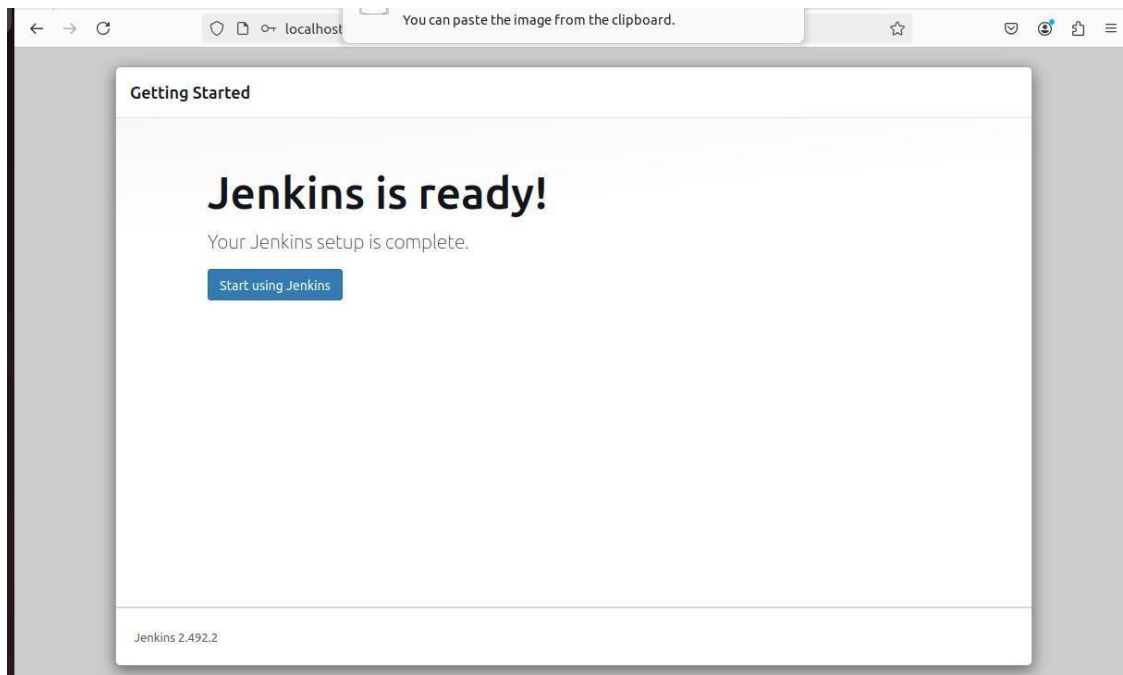 You can paste the image from the clipboard.
localhost
Getting Started
Jenkins is ready!
Your Jenkins setup is complete.
Start using Jenkins
Jenkins 2.492.2